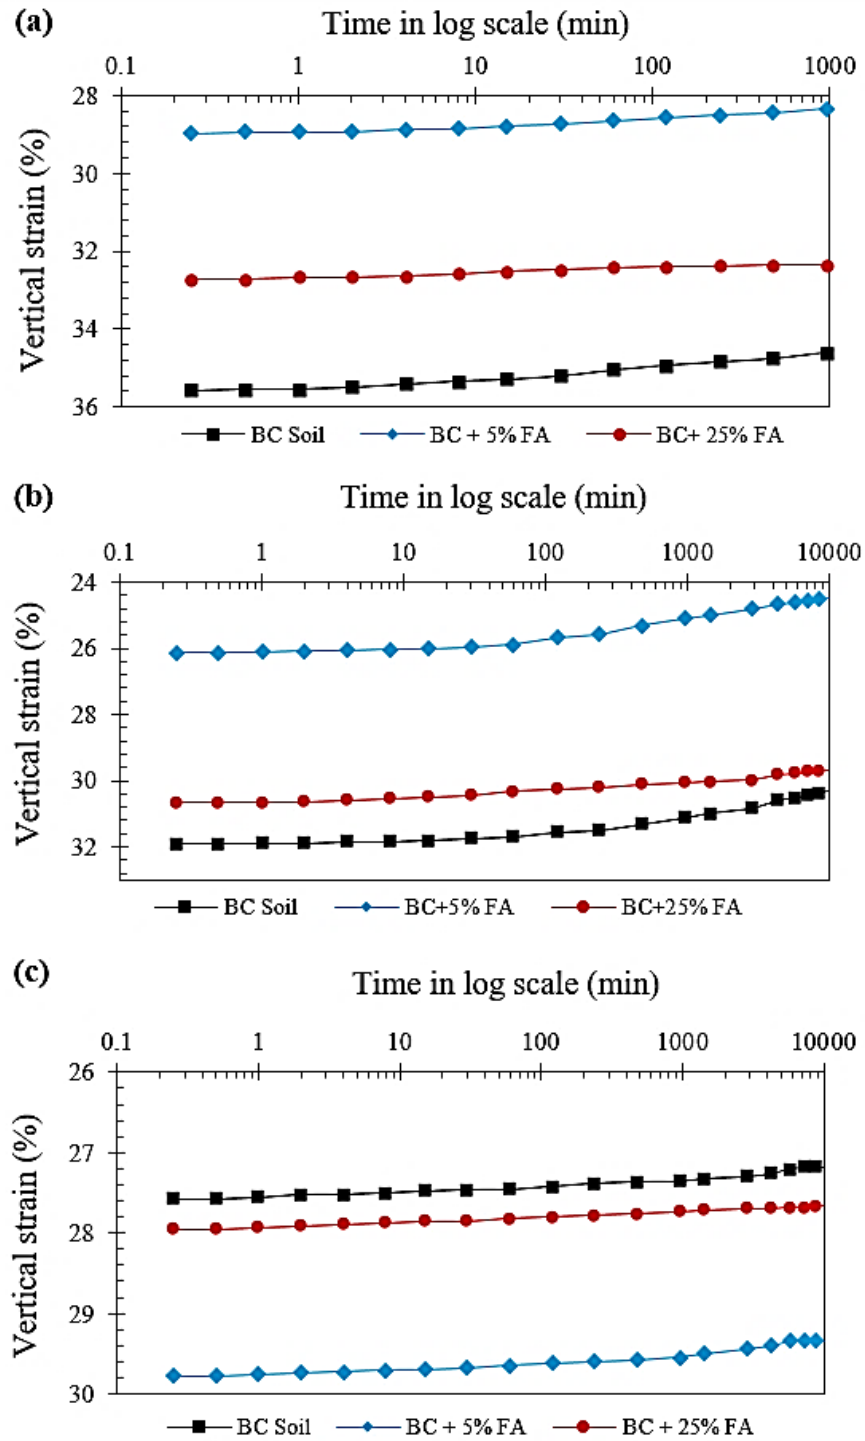 (a)
Time in log scale (min)
0.1 1 10 100 1000
Vertical strain (%)
28
30
32
34
36
BC Soil BC + 5% FA BC+ 25% FA
(b)
Time in log scale (min)
0.1 1 10 100 1000 10000
Vertical strain (%)
24
26
28
30
32
BC Soil BC+5% FA BC+25% FA
(c)
Time in log scale (min)
0.1 1 10 100 1000 10000
Vertical strain (%)
26
27
28
29
30
BC Soil BC + 5% FA BC + 25% FA